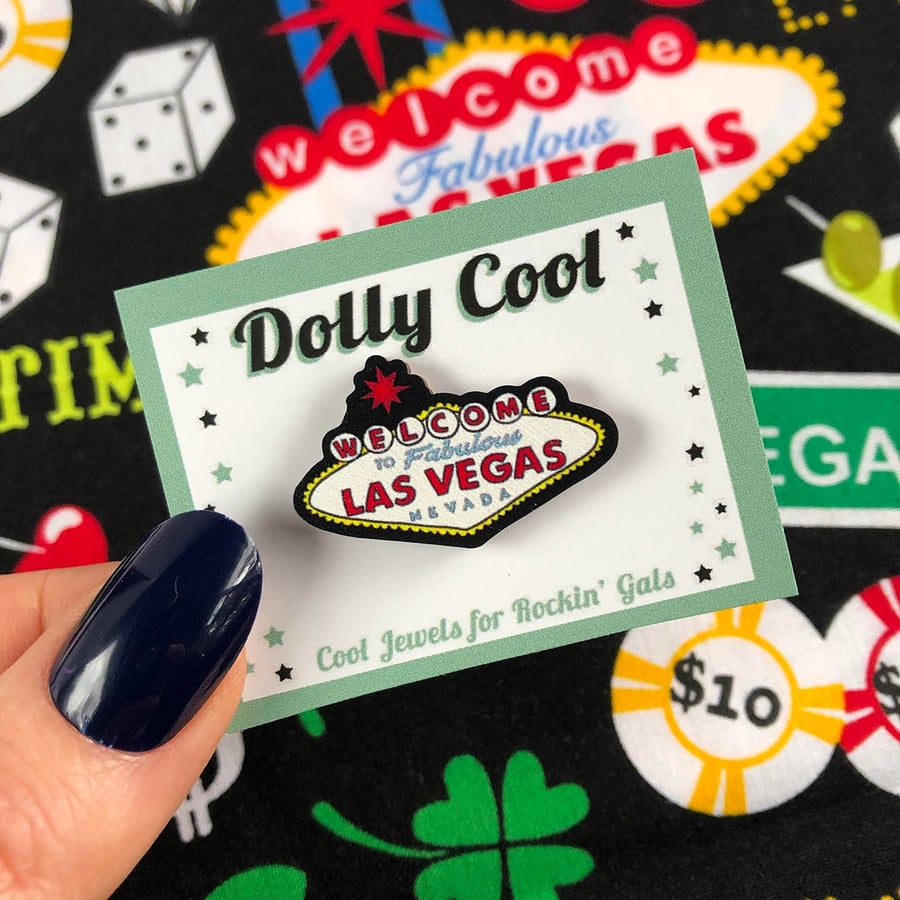 Welcome
Fabulous
LAS VEGAS
Dolly Cool
WELCOME
TO Fabulous
LAS VEGAS
NEVADA
Cool Jewels for Rockin' Gals
TIM
EGA
$10
$